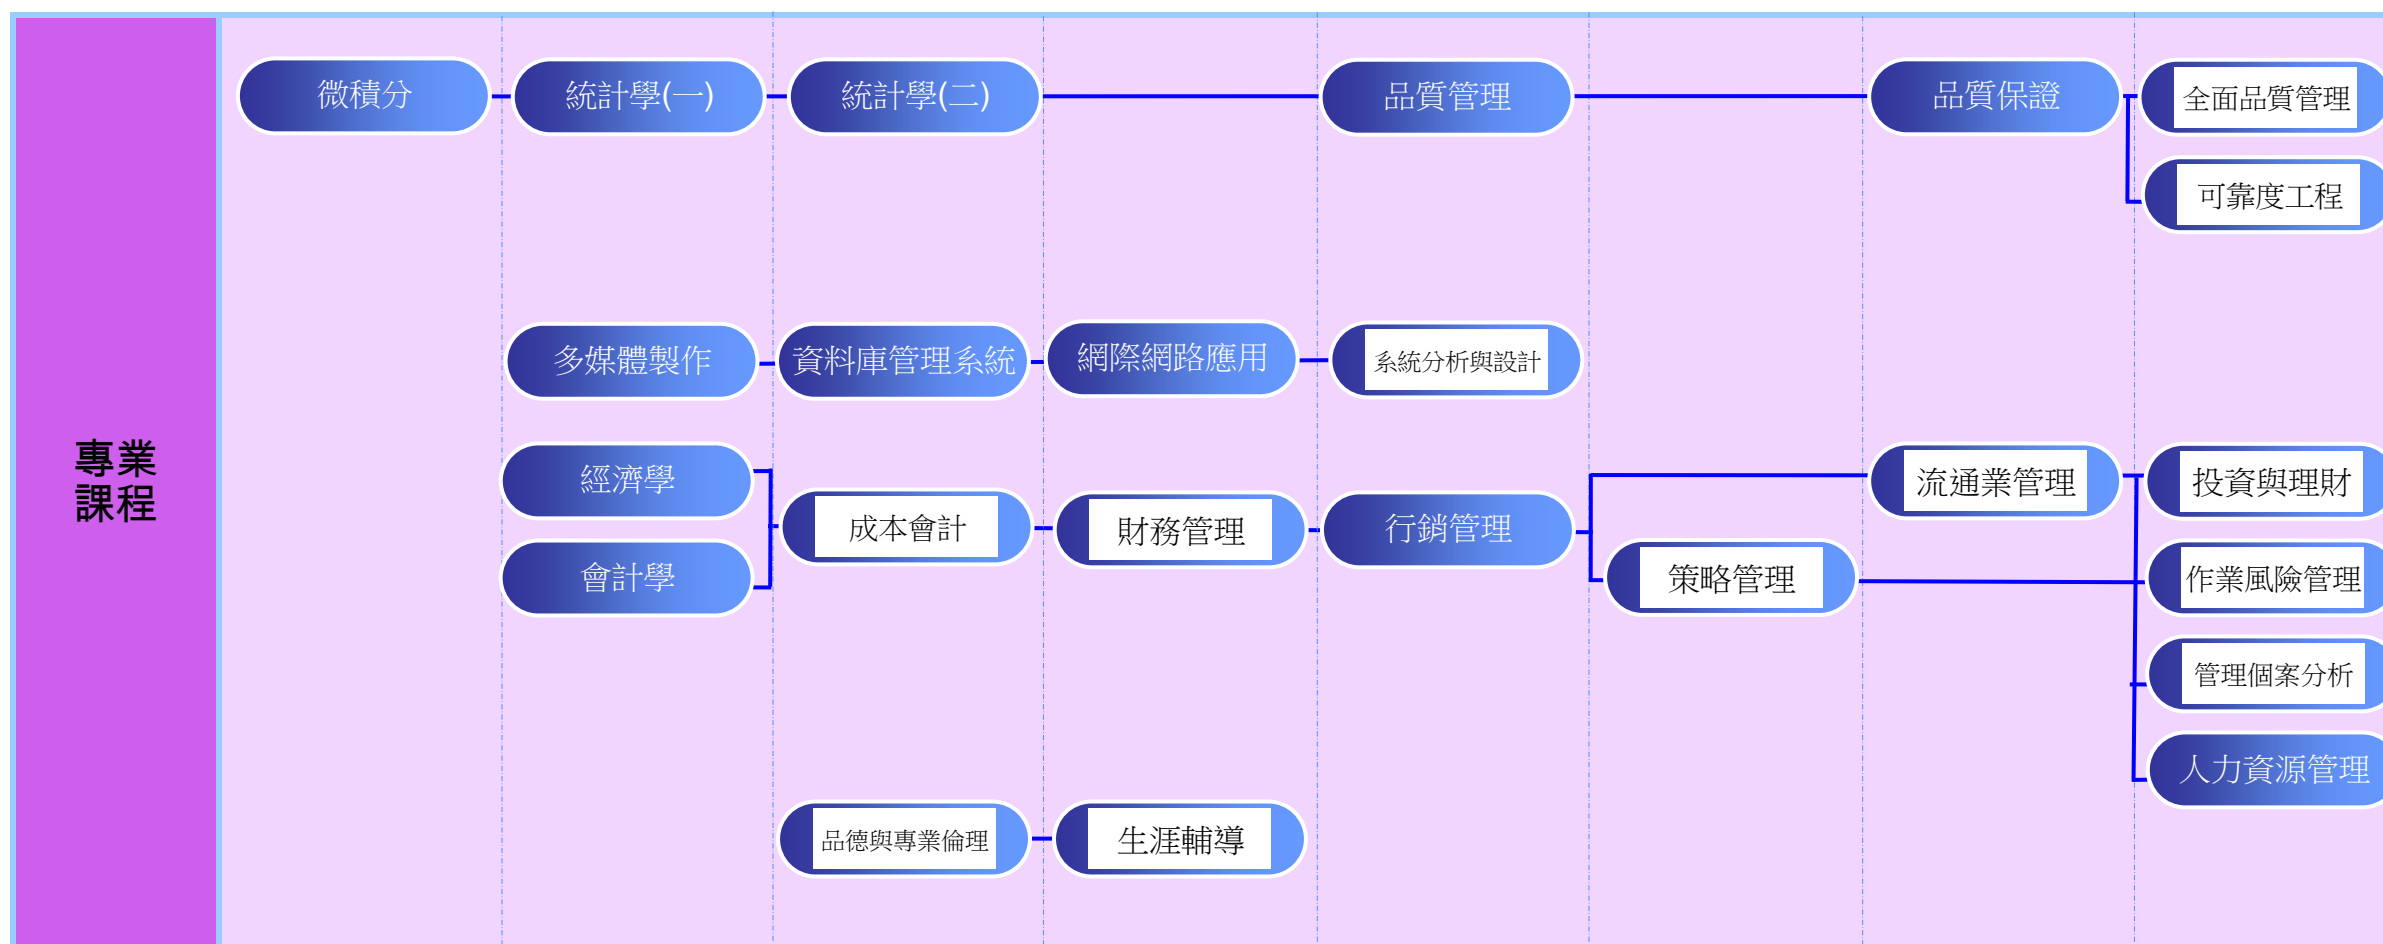 專業
課程
微積分
統計學(一)
統計學(二)
品質管理
品質保證
全面品質管理
可靠度工程
多媒體製作
資料庫管理系統
網際網路應用
系統分析與設計
經濟學
會計學
成本會計
財務管理
行銷管理
策略管理
流通業管理
投資與理財
作業風險管理
管理個案分析
人力資源管理
品德與專業倫理
生涯輔導